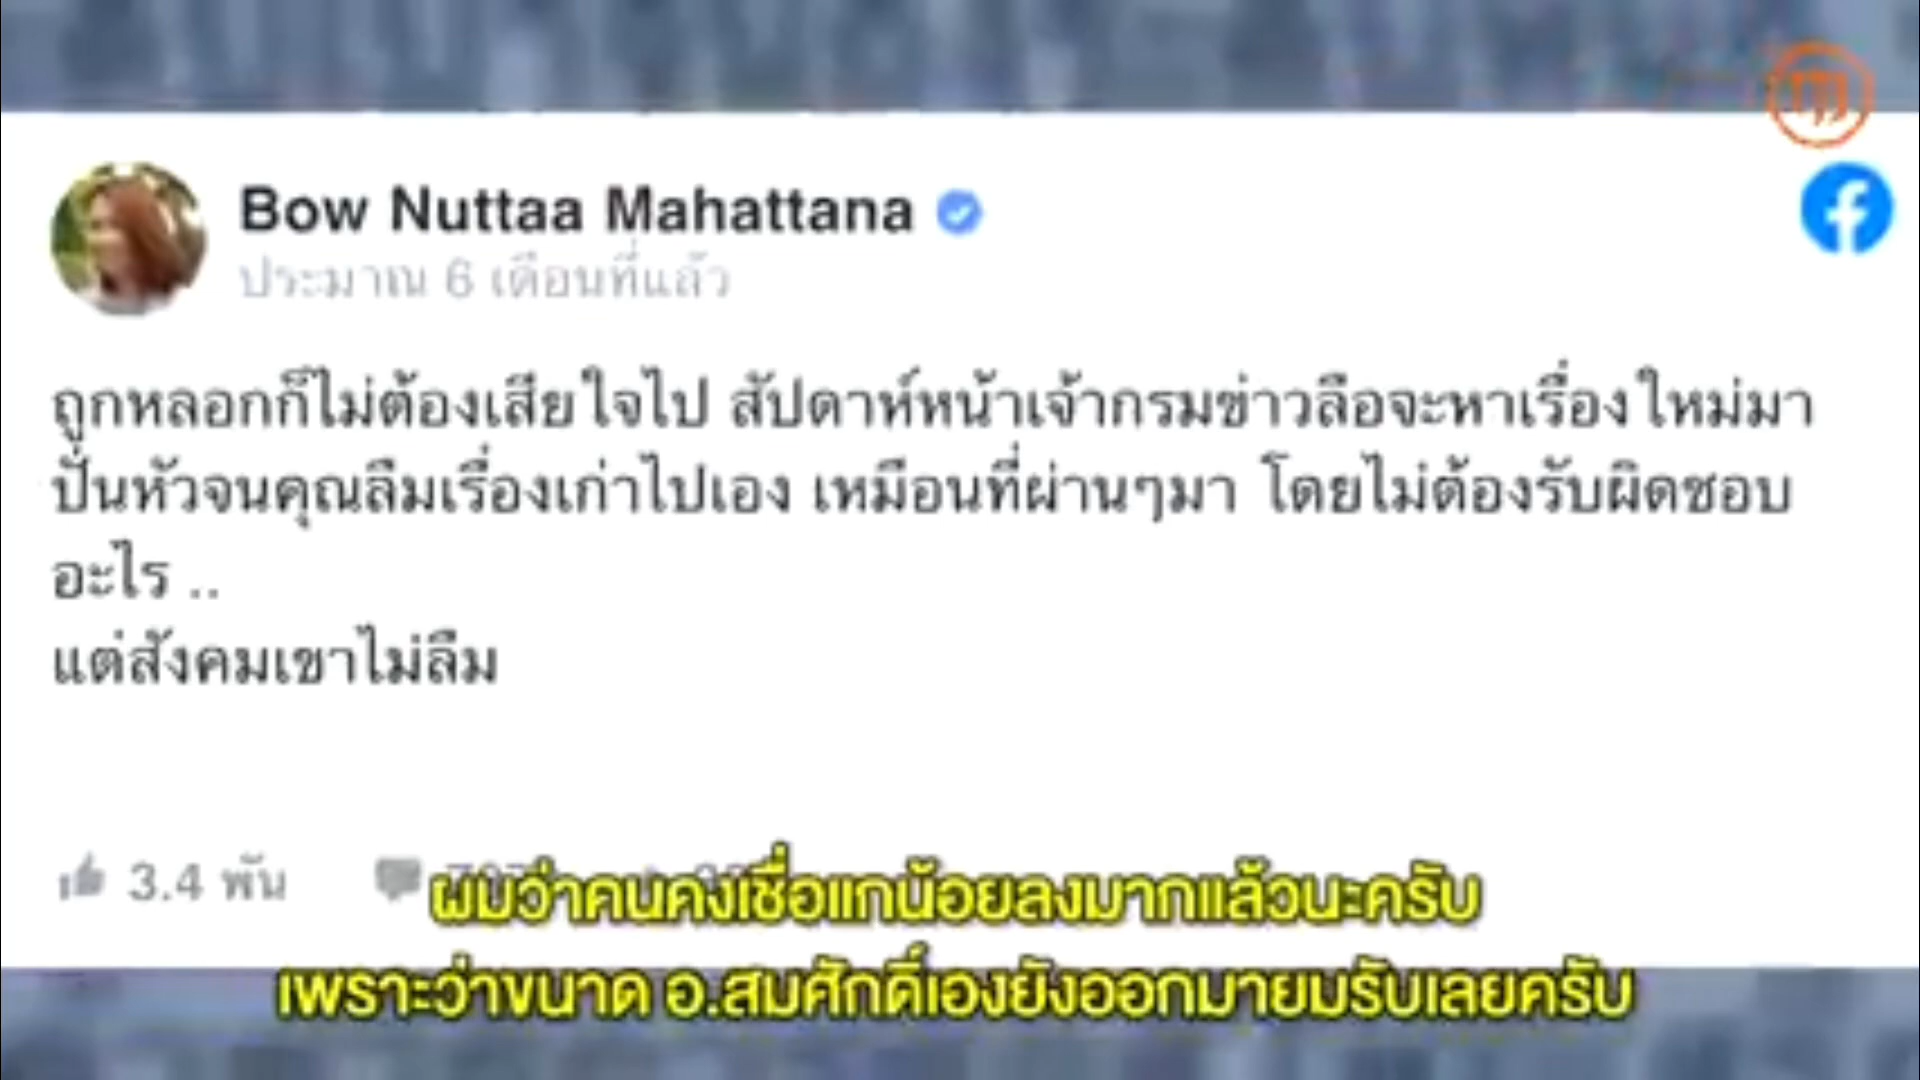 Bow Nuttaa Mahattana
ประมาณ 6 เดือนที่แล้ว
ถูกหลอกก็ไม่ต้องเสียใจไป สัปดาห์หน้าเจ้ากรมข่าวลือจะหาเรื่องใหม่มา
ปั่นหัวจนคุณลืมเรื่องเก่าไปเอง เหมือนที่ผ่านๆมา โดยไม่ต้องรับผิดชอบ
อะไร ..
แต่สังคมเขาไม่ลืม
3.4 พัน
ผมว่าคนคงเชื่อแกน้อยลงมากแล้วนะครับ
เพราะว่าขนาด อ.สมศักดิ์เองยังออกมายมรับเลยครับ